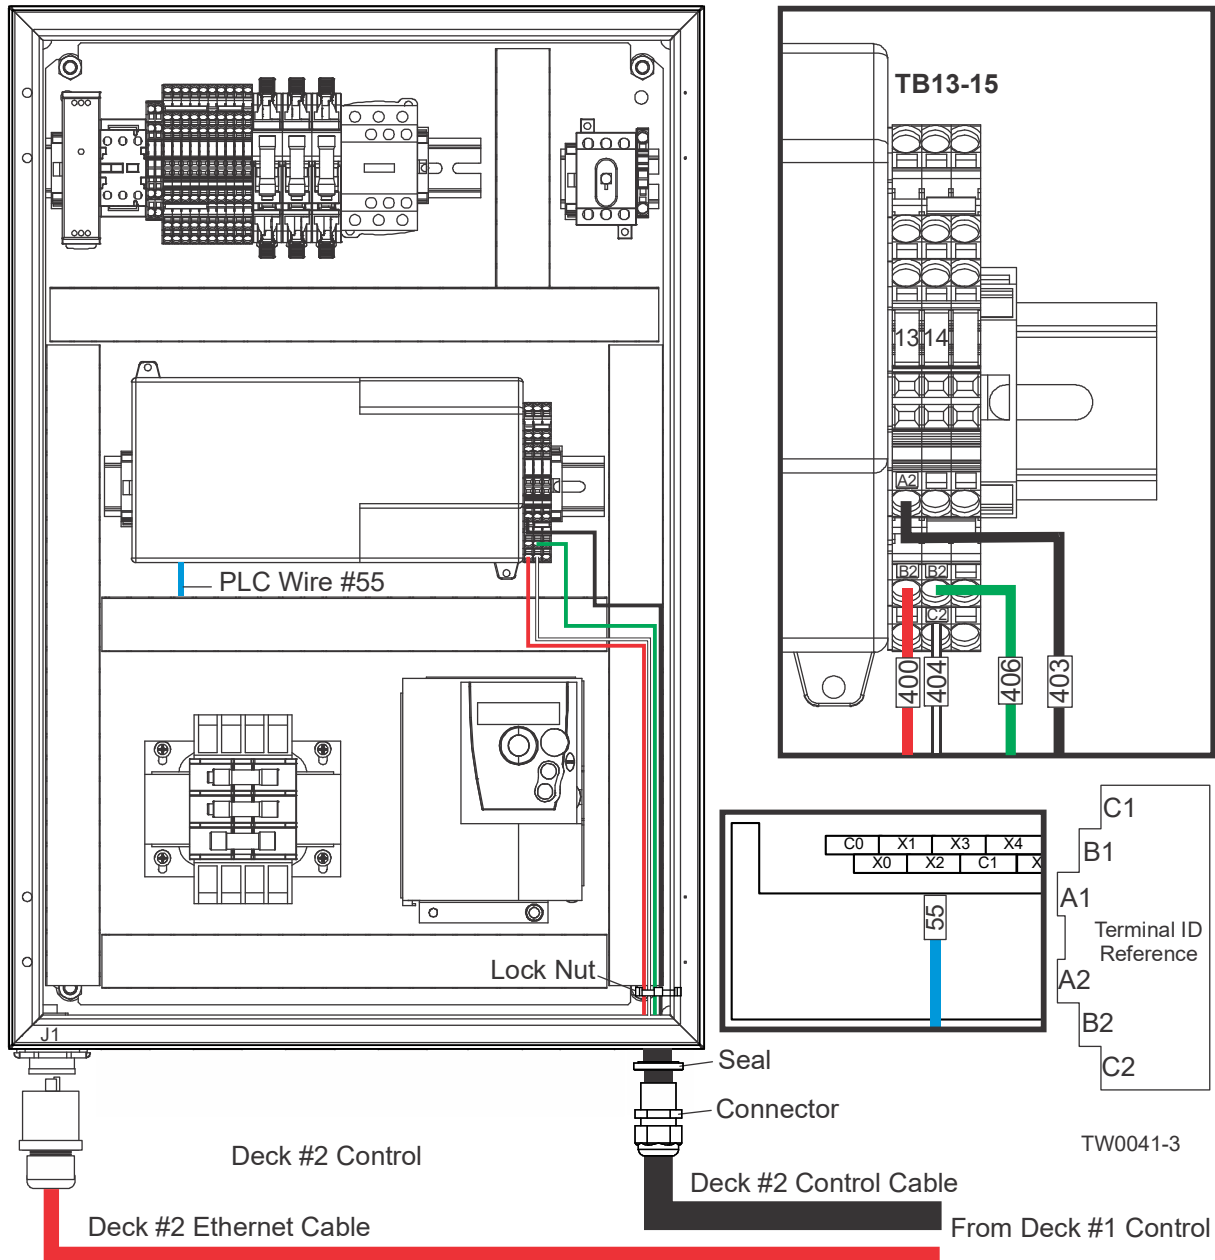 TB13-15
13 14
A2
B2 B2
C2
400 404 406 403
PLC Wire #55
C0 X1 X3 X4
X0 X2 C1 X
55
C1
B1
A1
Terminal ID
Reference
A2
B2
C2
Lock Nut
J1
Seal
Connector
TW0041-3
Deck #2 Control
Deck #2 Control Cable
Deck #2 Ethernet Cable
From Deck #1 Control